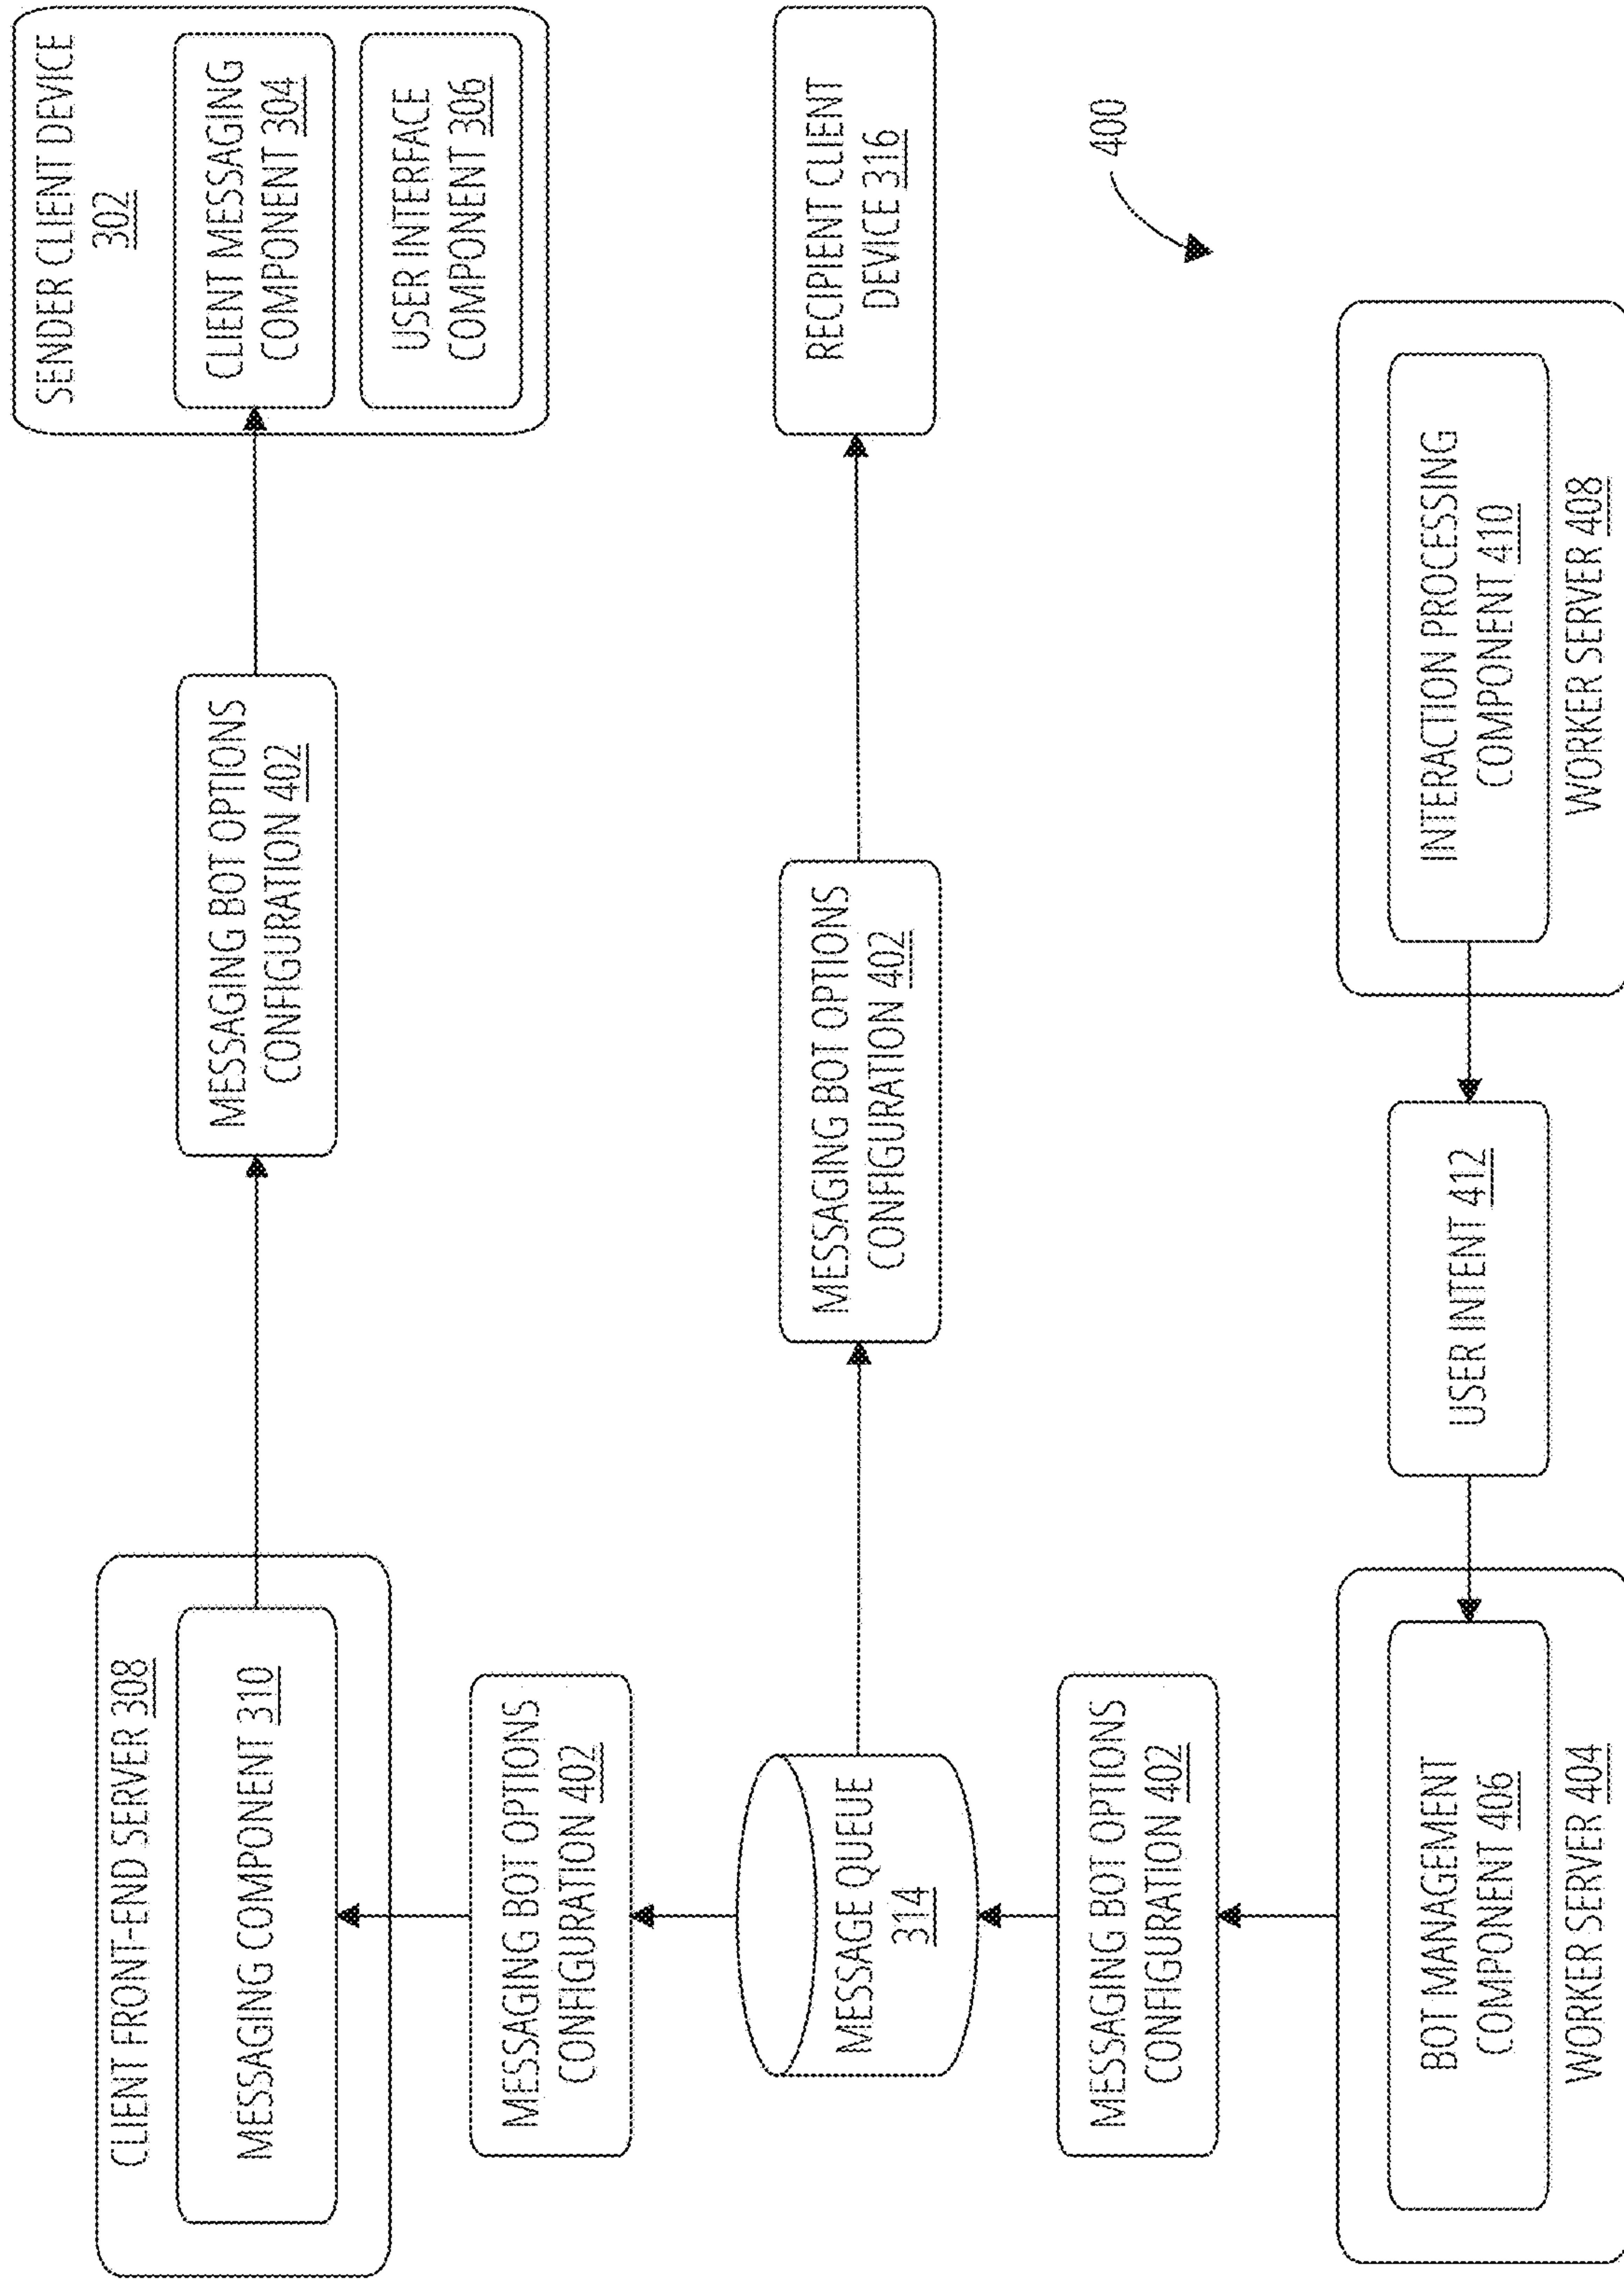 CLIENT FRONT-END SERVER 308
MESSAGING COMPONENT 310
MESSAGING BOT OPTIONS
CONFIGURATION 402
SENDER CLIENT DEVICE
302
CLIENT MESSAGING
COMPONENT 304
USER INTERFACE
COMPONENT 306
MESSAGING BOT OPTIONS
CONFIGURATION 402
MESSAGE QUEUE
314
MESSAGING BOT OPTIONS
CONFIGURATION 402
RECIPIENT CLIENT
DEVICE 316
MESSAGING BOT OPTIONS
CONFIGURATION 402
400
BOT MANAGEMENT
COMPONENT 406
WORKER SERVER 404
USER INTENT 412
INTERACTION PROCESSING
COMPONENT 410
WORKER SERVER 408